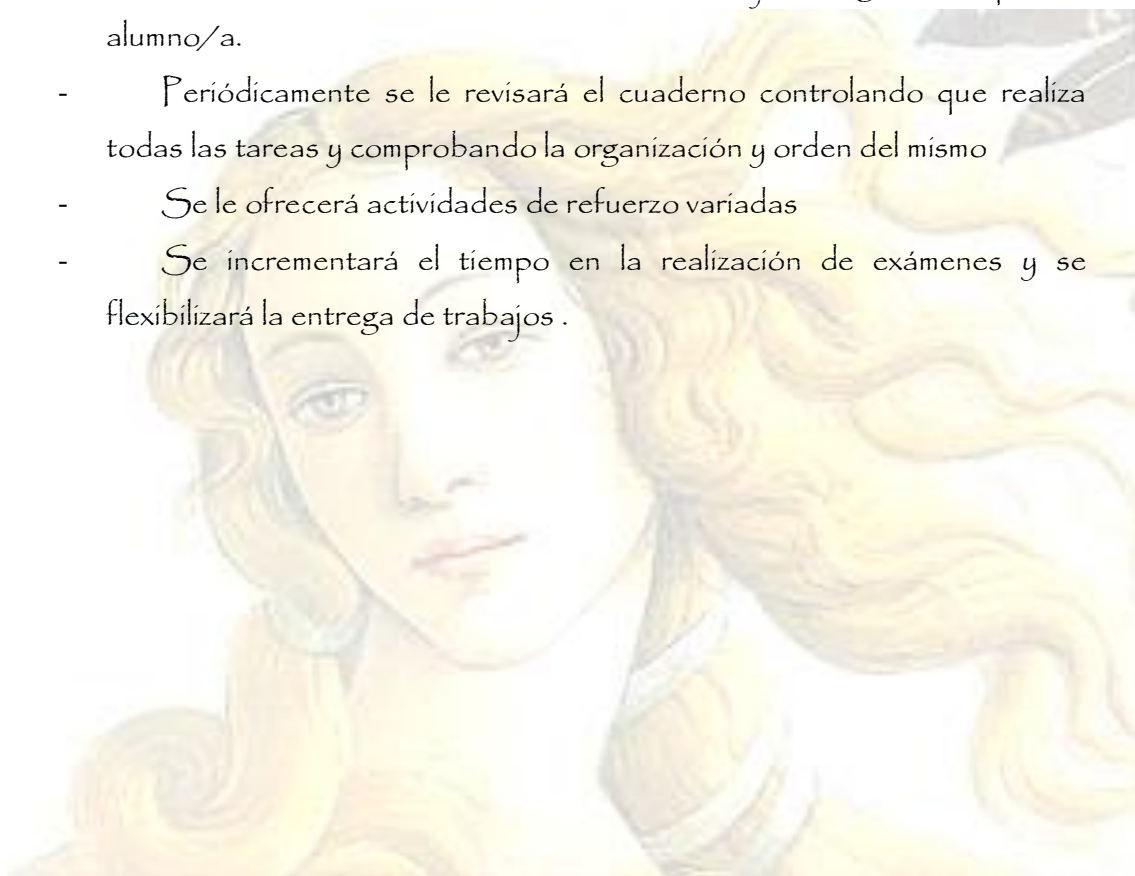 alumno/a.
- Periódicamente se le revisará el cuaderno controlando que realiza
todas las tareas y comprobando la organización y orden del mismo
- Se le ofrecerá actividades de refuerzo variadas
- Se incrementará el tiempo en la realización de exámenes y se
flexibilizará la entrega de trabajos .